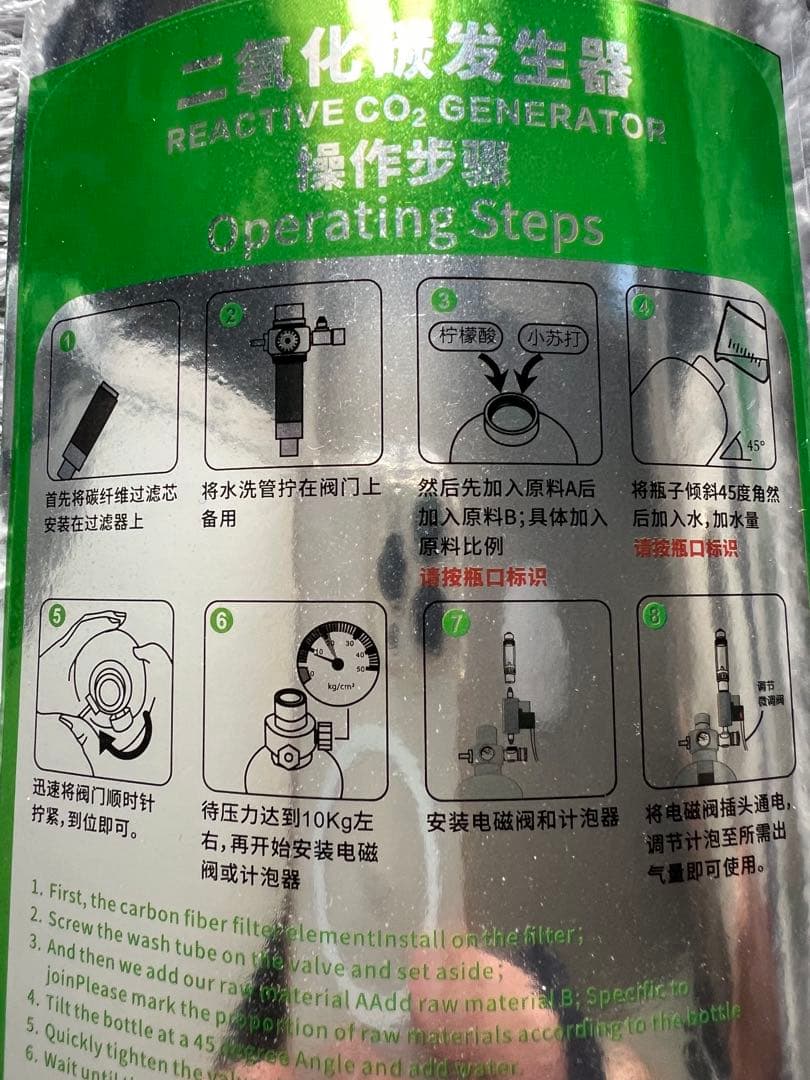 二氧化碳发生器
REACTIVE CO₂ GENERATOR
操作步骤
Operating Steps
1
首先将碳纤维过滤芯
安装在过滤器上
2
将水洗管拧在阀门上
备用
3
柠檬酸 小苏打
然后先加入原料A后
加入原料B;具体加入
原料比例
请按瓶口标识
4
45°
将瓶子倾斜45度角然
后加入水,加水量
请按瓶口标识
5
迅速将阀门顺时针
拧紧,到位即可。
6
0 10 20 30 40 50
kg/cm²
待压力达到10Kg左
右,再开始安装电磁
阀或计泡器
7
安装电磁阀和计泡器
8
调节
微调阀
将电磁阀插头通电,
调节计泡至所需出
气量即可使用。
1. First, the carbon fiber filter elementInstall on the filter;
2. Screw the wash tube on the valve and set aside;
3. And then we add our raw material AAdd raw material B; Specific to
joinPlease mark the proportion of raw materials according to the bottle
4. Tilt the bottle at a 45 degree Angle and add water.
5. Quickly tighten the
6. Wait until